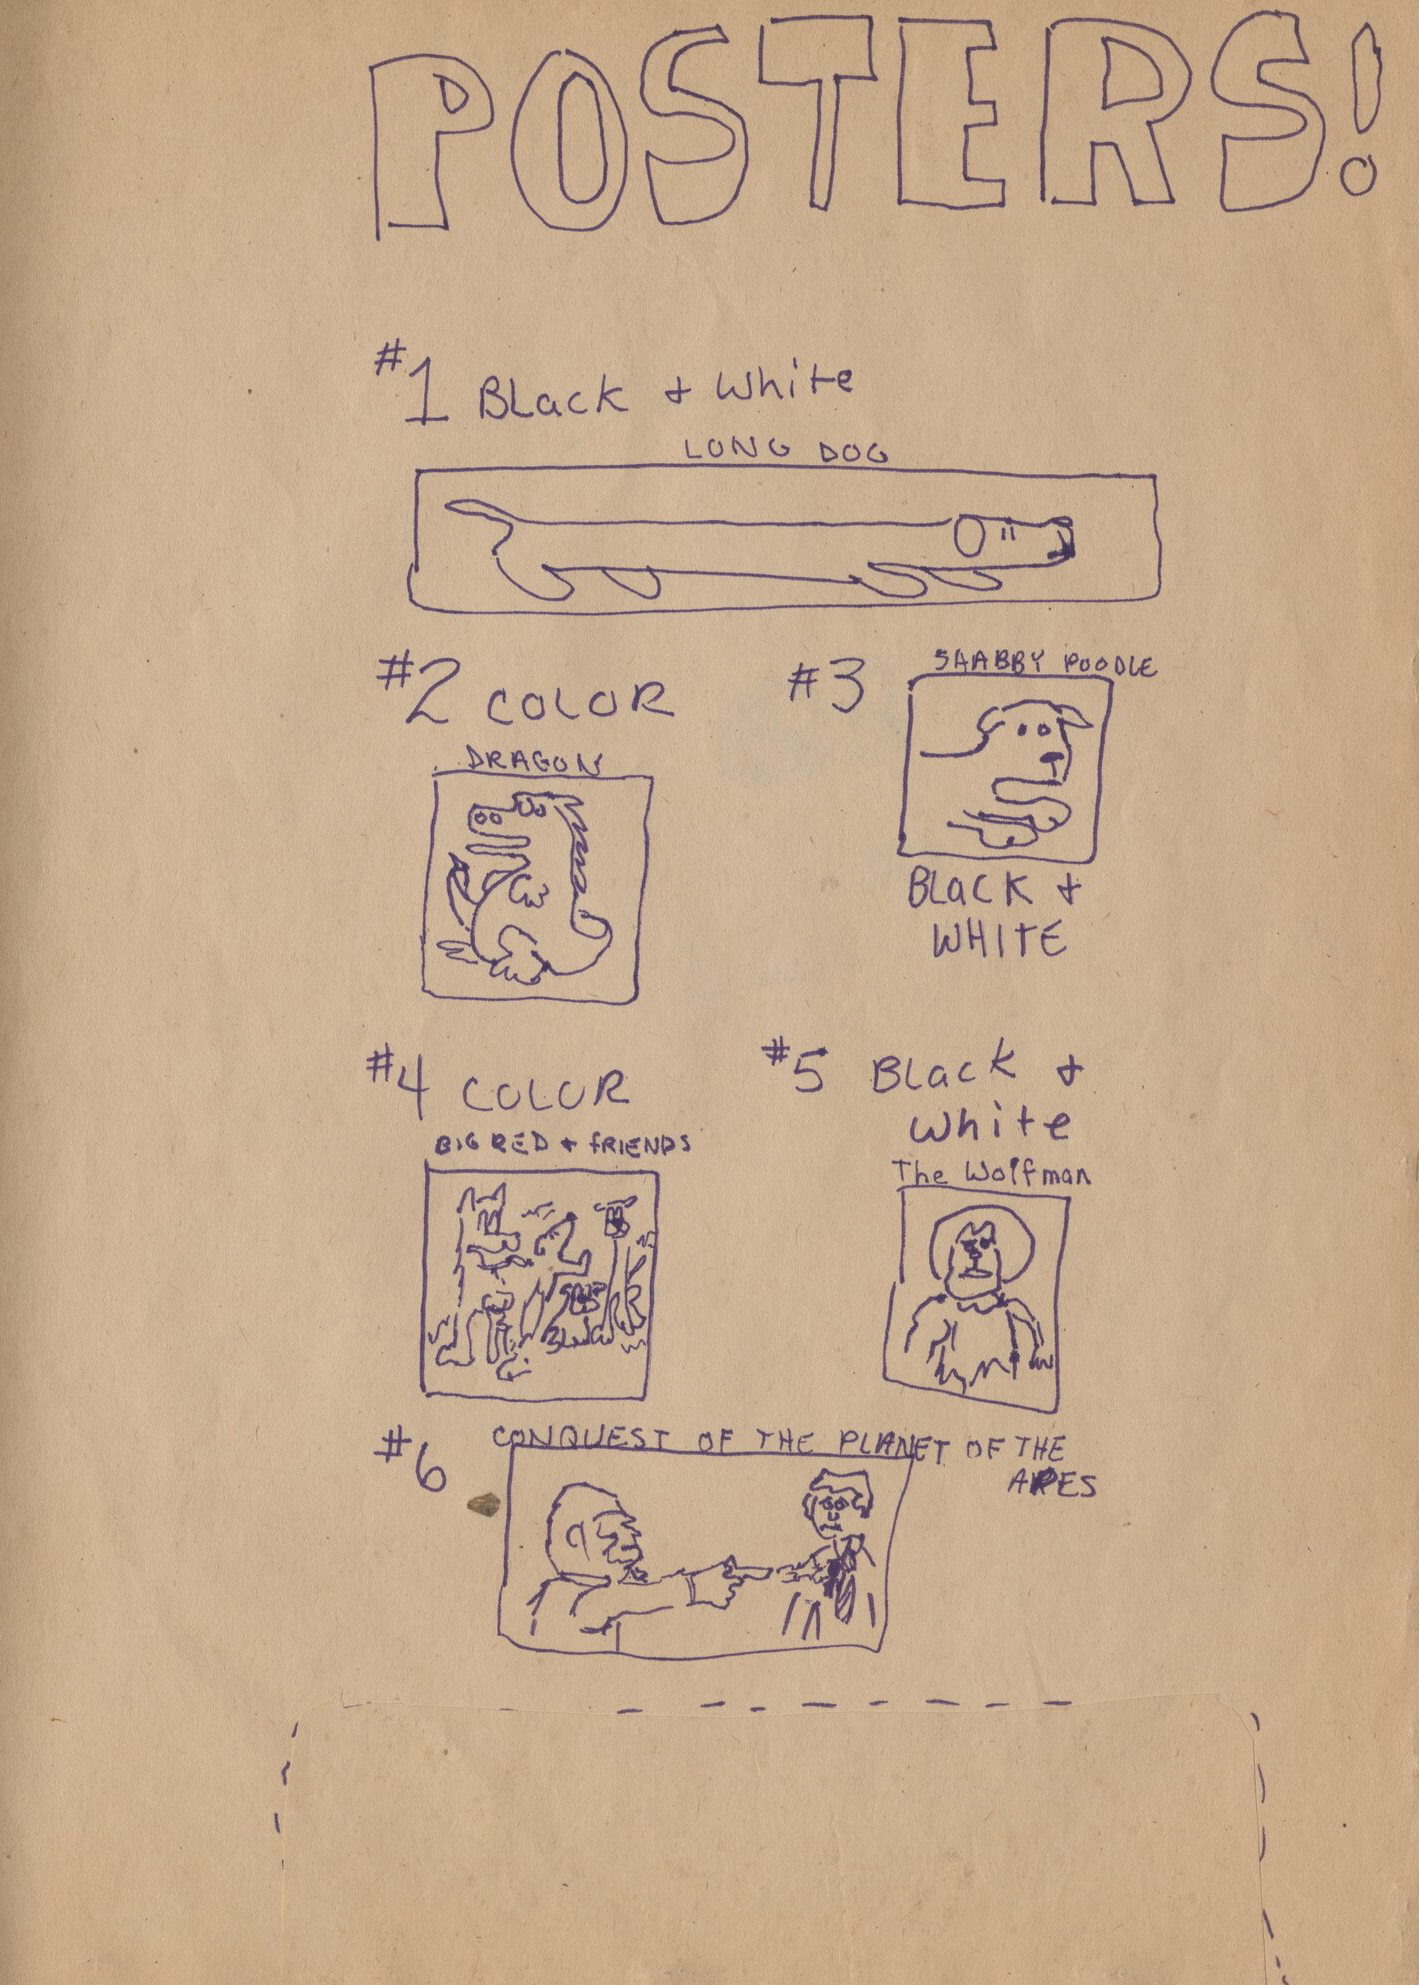 POSTERS!
#1 BLack + White
LONG DOG
#2 COLOR
DRAGON
#3
SHABBY POODLE
BLACK +
WHITE
#4 COLOR
BIG RED + fRIENDS
#5 BLack +
White
The Wolfman
#6
CONQUEST OF THE PLANET OF THE
APES